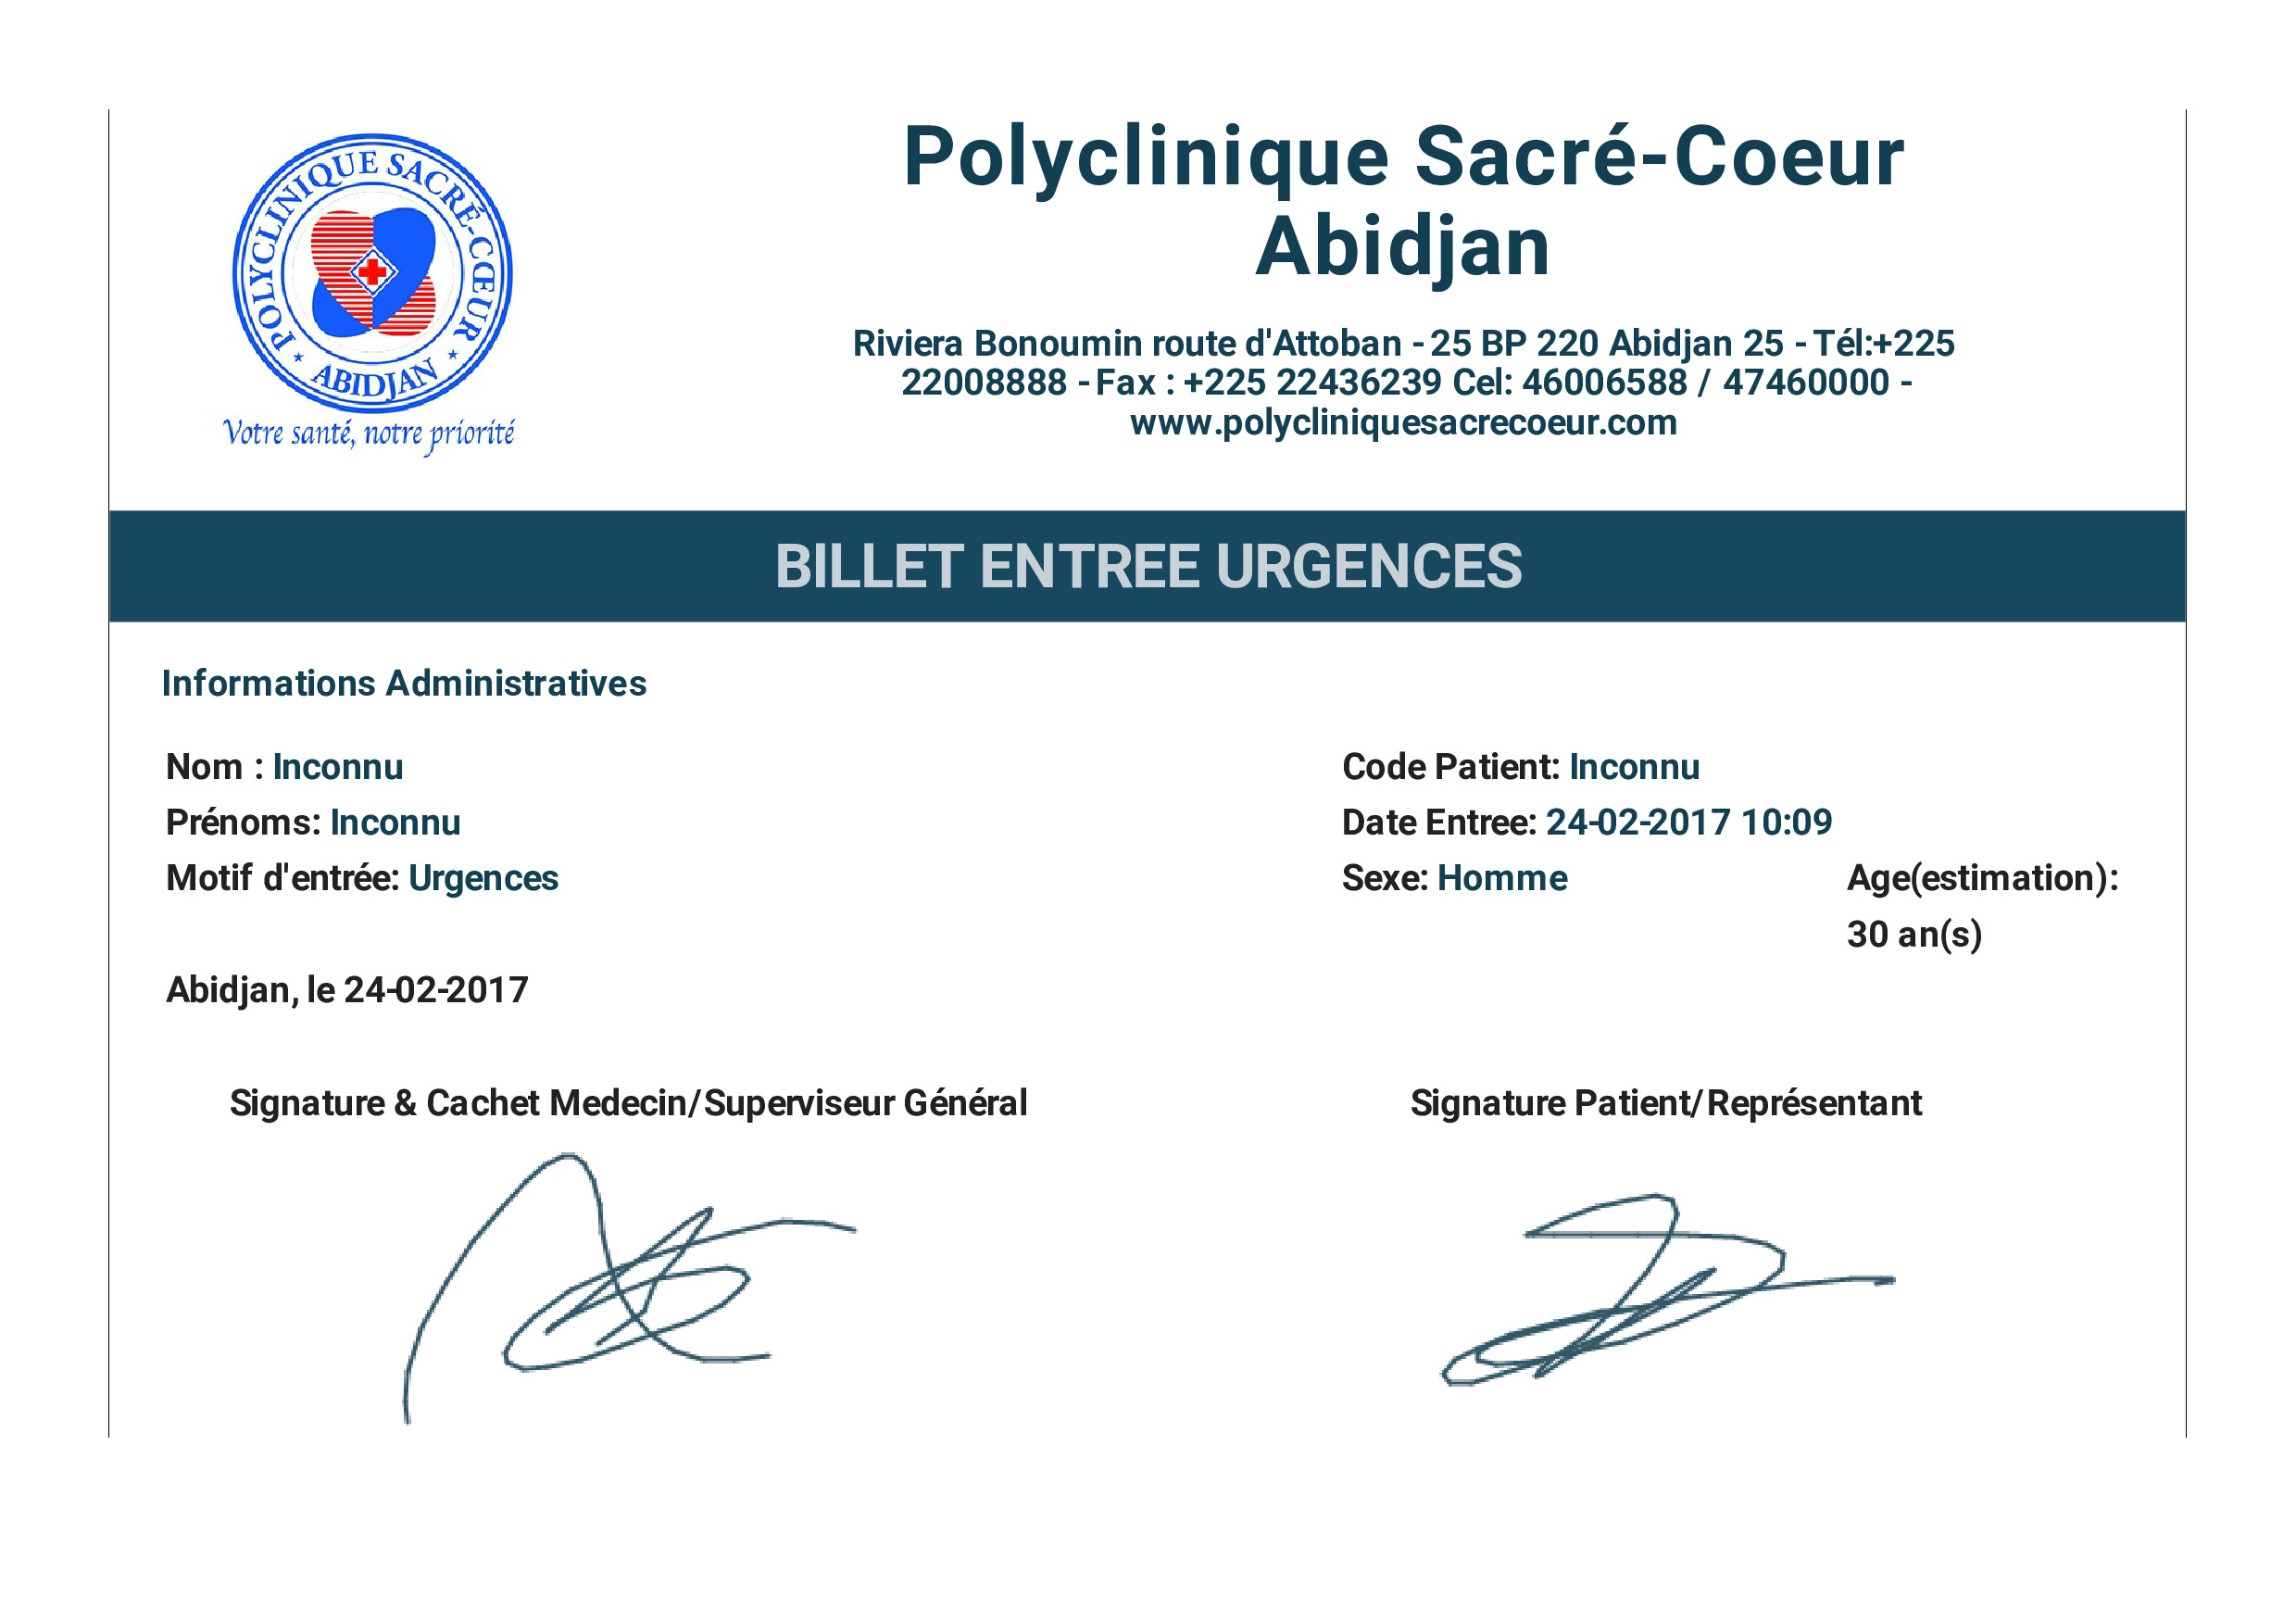 POLYCLINIQUE SACRÉ-CŒUR
ABIDJAN
Votre santé, notre priorité
Polyclinique Sacré-Coeur
Abidjan
Riviera Bonoumin route d'Attoban - 25 BP 220 Abidjan 25 - Tél:+225
22008888 - Fax : +225 22436239 Cel: 46006588 / 47460000 -
www.polycliniquesacrecoeur.com
BILLET ENTREE URGENCES
Informations Administratives
Nom : Inconnu
Code Patient: Inconnu
Prénoms: Inconnu
Date Entree: 24-02-2017 10:09
Motif d'entrée: Urgences
Sexe: Homme
Age(estimation):
30 an(s)
Abidjan, le 24-02-2017
Signature & Cachet Medecin/Superviseur Général
Signature Patient/Représentant